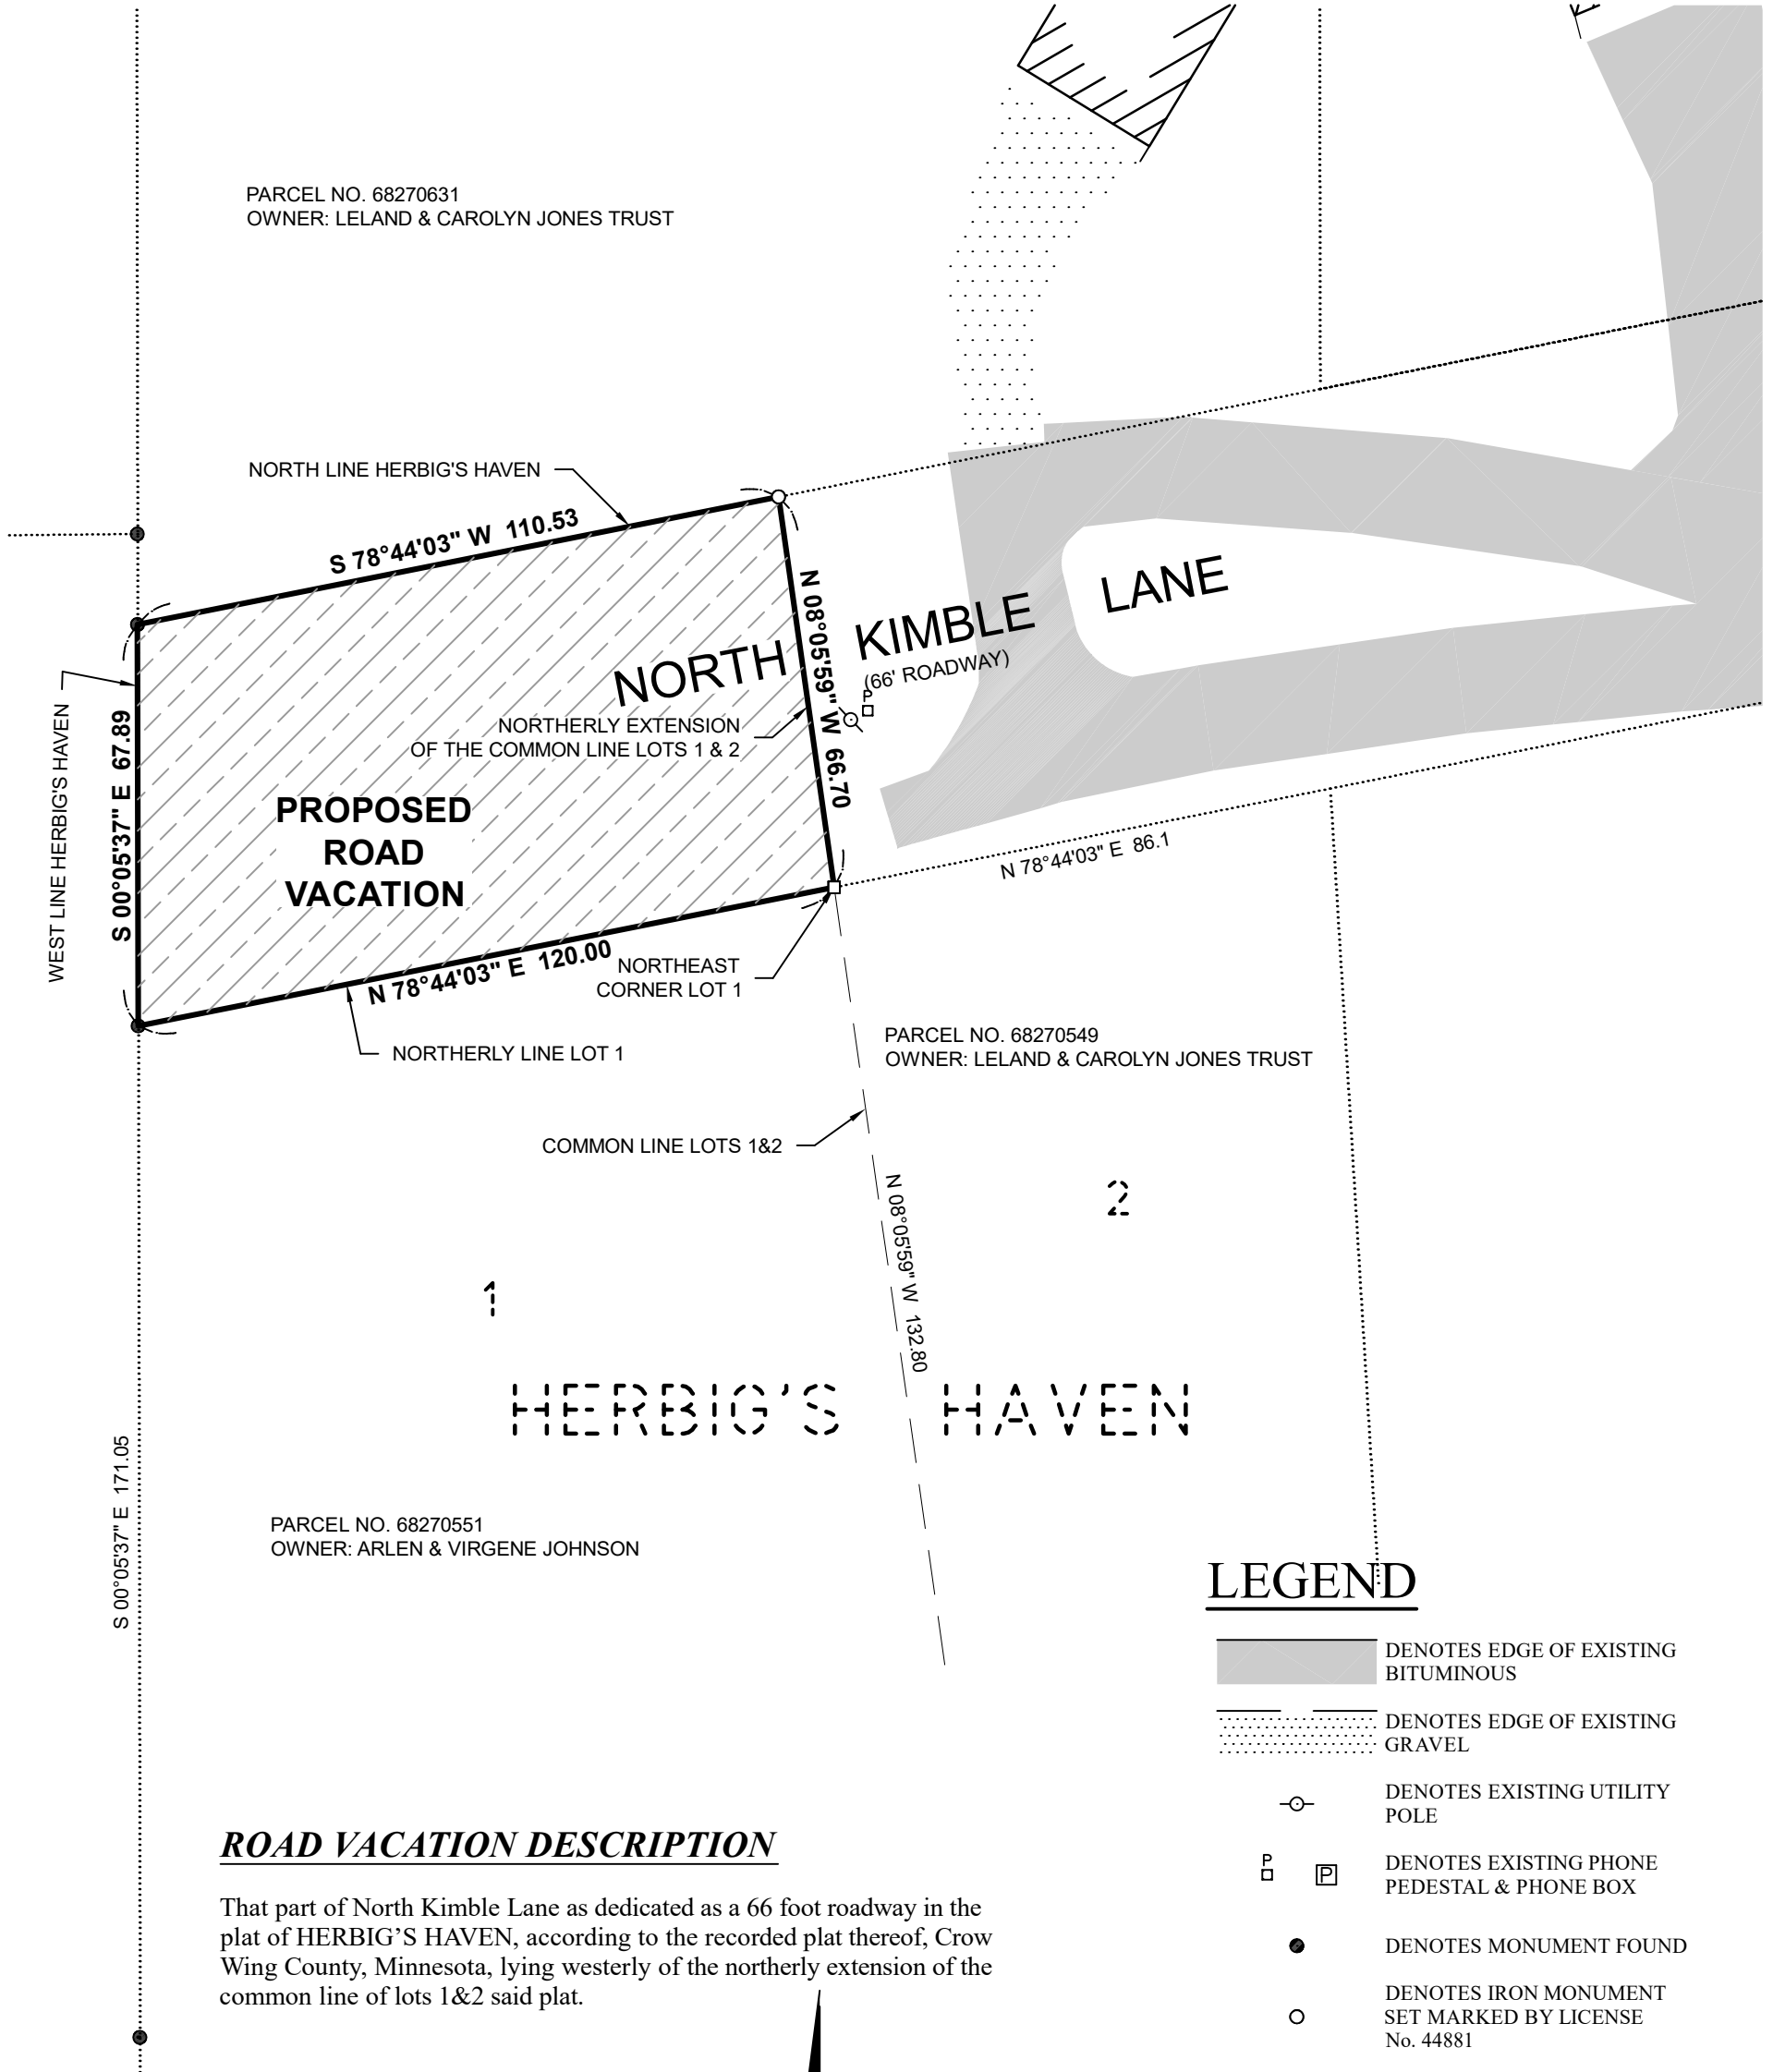 PARCEL NO. 68270631
OWNER: LELAND & CAROLYN JONES TRUST
NORTH LINE HERBIG'S HAVEN
S 78°44'03" W 110.53
N 08°05'59" W 66.70
NORTH KIMBLE LANE
(66' ROADWAY)
P
NORTHERLY EXTENSION
OF THE COMMON LINE LOTS 1 & 2
WEST LINE HERBIG'S HAVEN
S 00°05'37" E 67.89
PROPOSED
ROAD
VACATION
N 78°44'03" E 86.1
N 78°44'03" E 120.00
NORTHEAST
CORNER LOT 1
NORTHERLY LINE LOT 1
PARCEL NO. 68270549
OWNER: LELAND & CAROLYN JONES TRUST
COMMON LINE LOTS 1&2
N 08°05'59" W 132.80
2
1
HERBIG'S HAVEN
S 00°05'37" E 171.05
PARCEL NO. 68270551
OWNER: ARLEN & VIRGENE JOHNSON
LEGEND
DENOTES EDGE OF EXISTING
BITUMINOUS
DENOTES EDGE OF EXISTING
GRAVEL
DENOTES EXISTING UTILITY
POLE
P P
DENOTES EXISTING PHONE
PEDESTAL & PHONE BOX
DENOTES MONUMENT FOUND
DENOTES IRON MONUMENT
SET MARKED BY LICENSE
No. 44881
ROAD VACATION DESCRIPTION
That part of North Kimble Lane as dedicated as a 66 foot roadway in the
plat of HERBIG’S HAVEN, according to the recorded plat thereof, Crow
Wing County, Minnesota, lying westerly of the northerly extension of the
common line of lots 1&2 said plat.